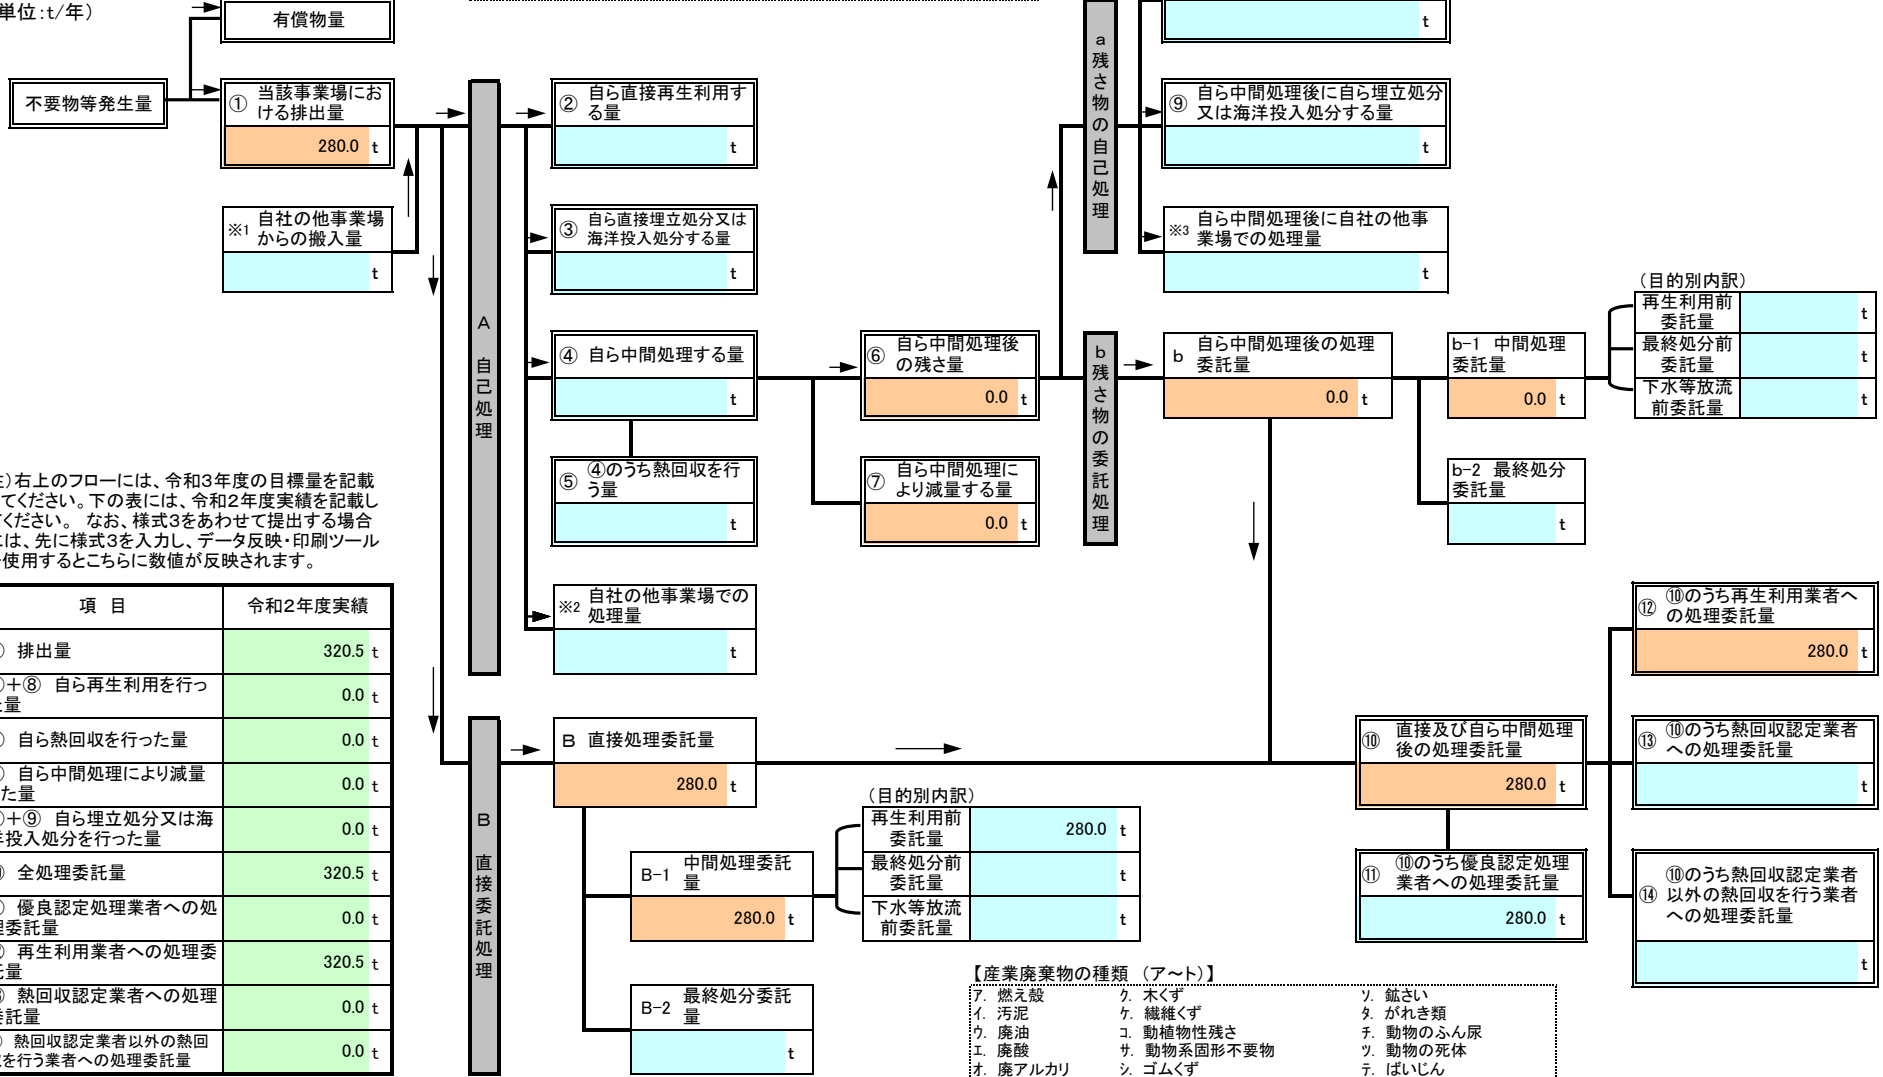 単位:t/年)
有償物量
不要物等発生量
① 当該事業場にお
ける排出量
280.0 t
※1 自社の他事業場
からの搬入量
t
A 自己処理
② 自ら直接再生利用す
る量
t
③ 自ら直接埋立処分又は
海洋投入処分する量
t
④ 自ら中間処理する量
t
⑤ ④のうち熱回収を行
う量
t
※2 自社の他事業場での
処理量
t
⑥ 自ら中間処理後
の残さ量
0.0 t
⑦ 自ら中間処理に
より減量する量
0.0 t
a 残さ物の自己処理
t
⑨ 自ら中間処理後に自ら埋立処分
又は海洋投入処分する量
t
※3 自ら中間処理後に自社の他事
業場での処理量
t
b 残さ物の委託処理
b 自ら中間処理後の処理
委託量
0.0 t
b-1 中間処理
委託量
0.0 t
b-2 最終処分
委託量
t
(目的別内訳)
再生利用前
委託量
t
最終処分前
委託量
t
下水等放流
前委託量
t
)右上のフローには、令和3年度の目標量を記載
てください。下の表には、令和2年度実績を記載し
ください。 なお、様式3をあわせて提出する場合
は、先に様式3を入力し、データ反映・印刷ツール
使用するとこちらに数値が反映されます。
項 目 令和2年度実績
排出量 320.5 t
+⑧ 自ら再生利用を行っ
量 0.0 t
自ら熱回収を行った量 0.0 t
自ら中間処理により減量
た量 0.0 t
+⑨ 自ら埋立処分又は海
投入処分を行った量 0.0 t
全処理委託量 320.5 t
優良認定処理業者への処
委託量 0.0 t
再生利用業者への処理委
量 320.5 t
熱回収認定業者への処理
託量 0.0 t
熱回収認定業者以外の熱回
を行う業者への処理委託量 0.0 t
B 直接委託処理
B 直接処理委託量
280.0 t
B-1 中間処理委託
量
280.0 t
B-2 最終処分委託
量
t
(目的別内訳)
再生利用前
委託量
280.0 t
最終処分前
委託量
t
下水等放流
前委託量
t
⑩ 直接及び自ら中間処理
後の処理委託量
280.0 t
⑪ ⑩のうち優良認定処理
業者への処理委託量
280.0 t
⑫ ⑩のうち再生利用業者へ
の処理委託量
280.0 t
⑬ ⑩のうち熱回収認定業者
への処理委託量
t
⑭ ⑩のうち熱回収認定業者
以外の熱回収を行う業者
への処理委託量
t
【産業廃棄物の種類 (ア～ト)】
ア. 燃え殻 ク. 木くず ソ. 鉱さい
イ. 汚泥 ケ. 繊維くず タ. がれき類
ウ. 廃油 コ. 動植物性残さ チ. 動物のふん尿
エ. 廃酸 サ. 動物系固形不要物 ツ. 動物の死体
オ. 廃アルカリ シ. ゴムくず テ. ばいじん